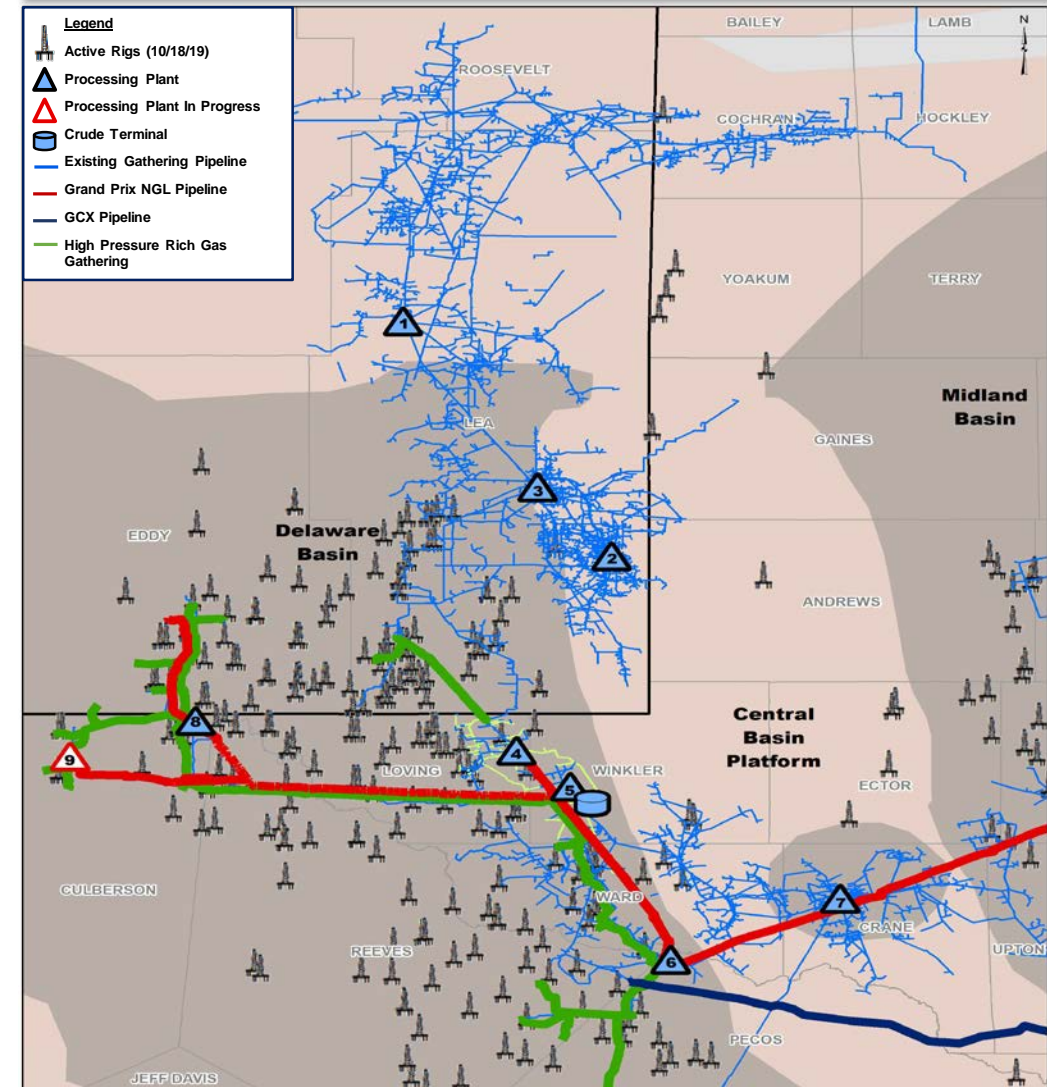 Legend
Active Rigs (10/18/19)
Processing Plant
Processing Plant In Progress
Crude Terminal
Existing Gathering Pipeline
Grand Prix NGL Pipeline
GCX Pipeline
High Pressure Rich Gas
Gathering
BAILEY
LAMB
N
ROOSEVELT
COCHRAN
HOCKLEY
YOAKUM
TERRY
1
Midland
Basin
LEA
GAINES
3
EDDY
Delaware
Basin
2
ANDREWS
8
Central
Basin
Platform
4
9
LOVING
WINKLER
5
ECTOR
CULBERSON
WARD
7
CRANE
REEVES
6
UPTON
PECOS
JEFF DAVIS